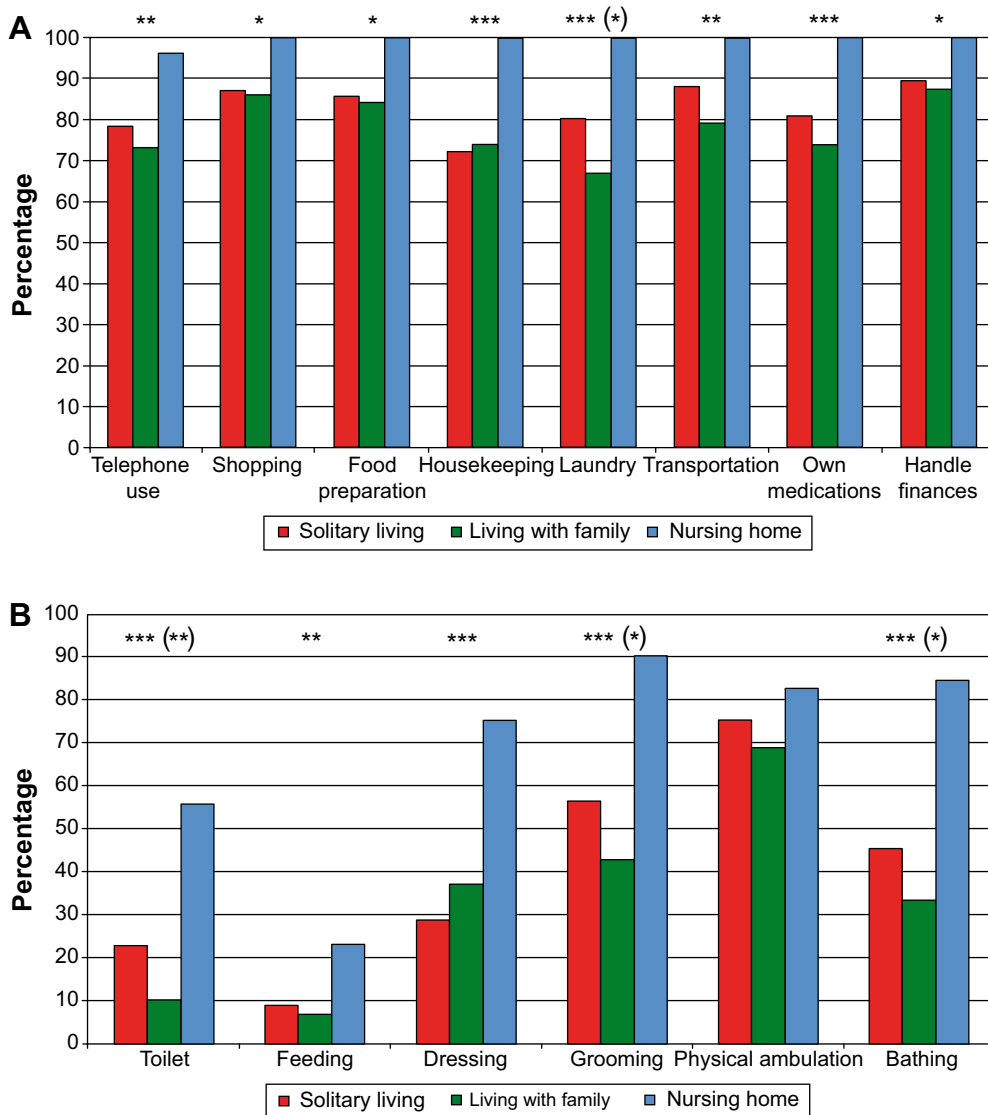 A
** * * *** *** (*) ** *** *
100
90
80
70
60
50
40
30
20
10
0
Percentage
Telephone use
Shopping
Food preparation
Housekeeping
Laundry
Transportation
Own medications
Handle finances
Solitary living Living with family Nursing home
B
*** (**) ** *** *** (*) *** (*)
100
90
80
70
60
50
40
30
20
10
0
Percentage
Toilet Feeding Dressing Grooming Physical ambulation Bathing
Solitary living Living with family Nursing home